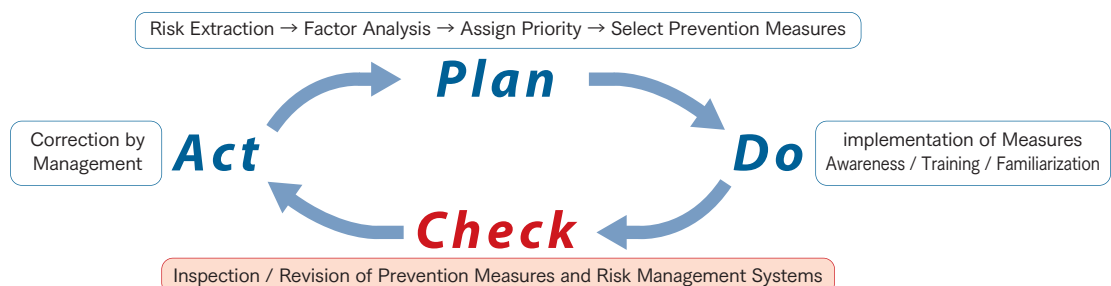 Risk Extraction → Factor Analysis → Assign Priority → Select Prevention Measures
Plan
Correction by
Management
Act
Do
implementation of Measures
Awareness / Training / Familiarization
Check
Inspection / Revision of Prevention Measures and Risk Management Systems